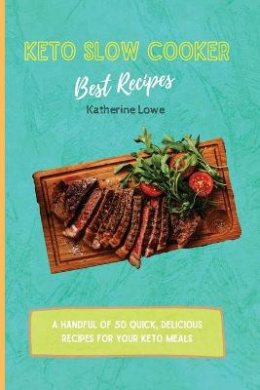 KETO SLOW COOKER
Best Recipes
Katherine Lowe
A HANDFUL OF 50 QUICK, DELICIOUS
RECIPES FOR YOUR KETO MEALS